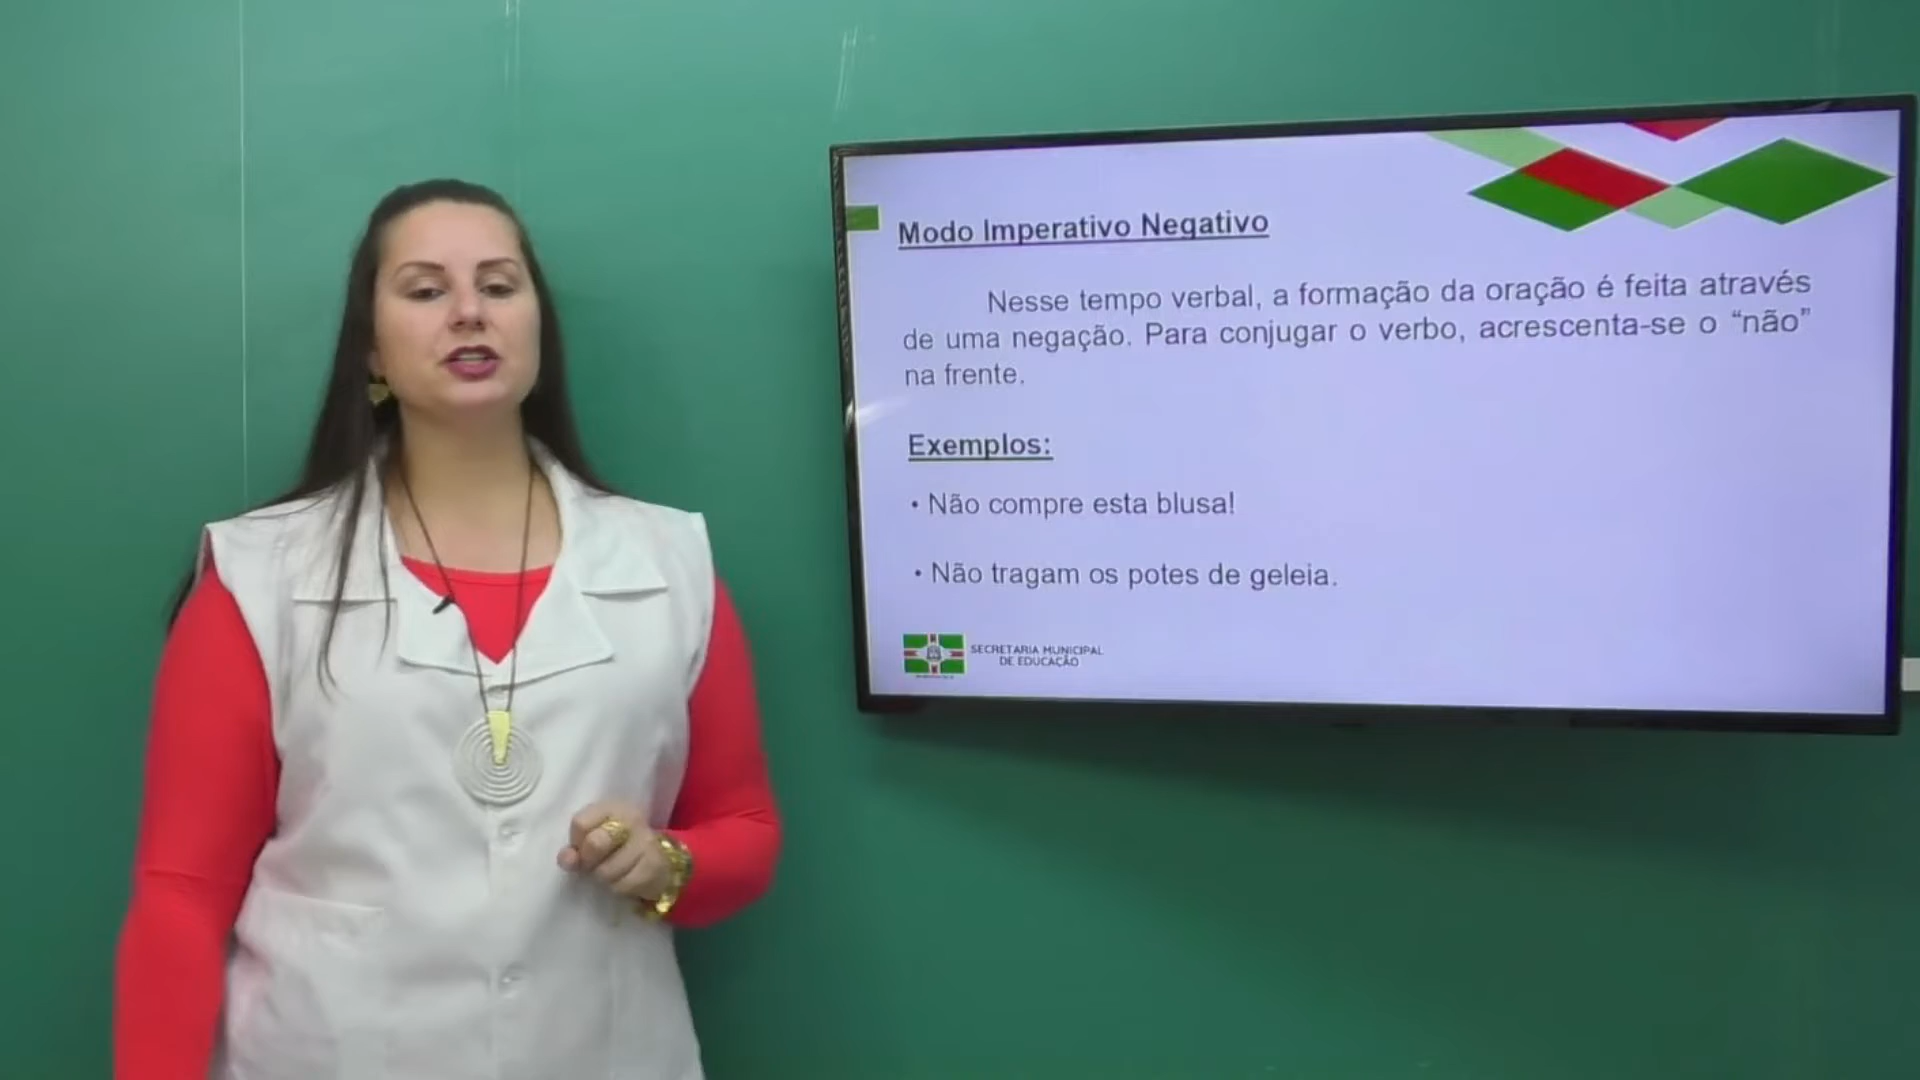 Modo Imperativo Negativo
Nesse tempo verbal, a formação da oração é feita através
de uma negação. Para conjugar o verbo, acrescenta-se o “não”
na frente.
Exemplos:
• Não compre esta blusa!
• Não tragam os potes de geleia.
SECRETARIA MUNICIPAL
DE EDUCAÇÃO